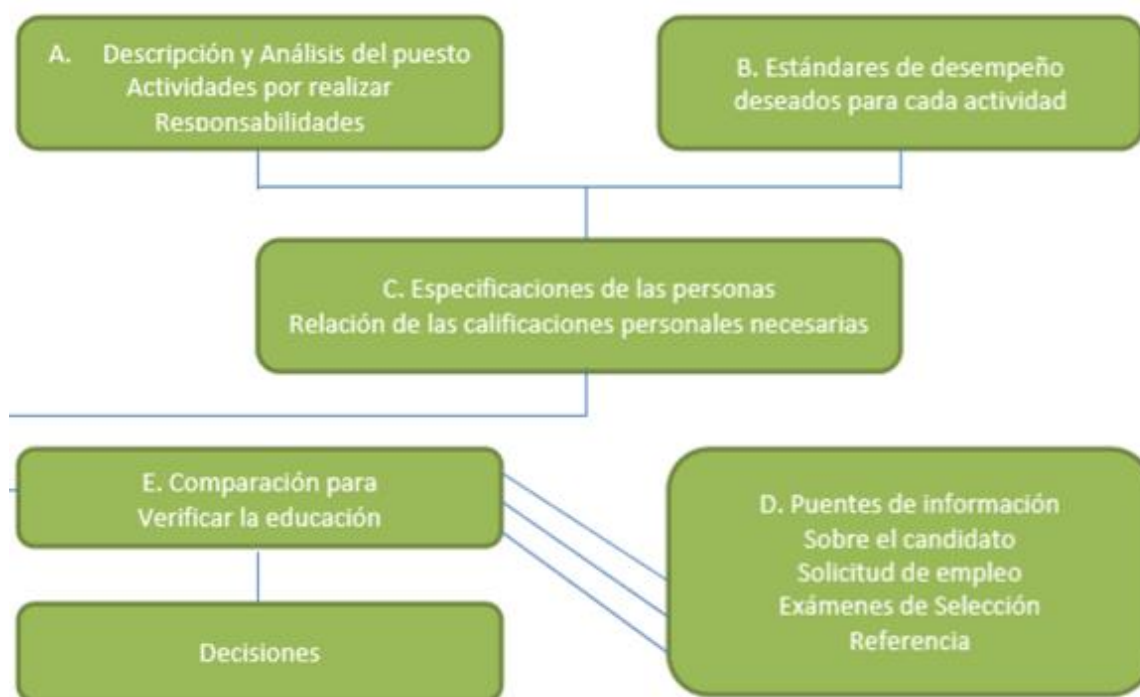 A. Descripción y Análisis del puesto
Actividades por realizar
Responsabilidades
B. Estándares de desempeño
deseados para cada actividad
C. Especificaciones de las personas
Relación de las calificaciones personales necesarias
E. Comparación para
Verificar la educación
D. Puentes de información
Sobre el candidato
Solicitud de empleo
Exámenes de Selección
Referencia
Decisiones